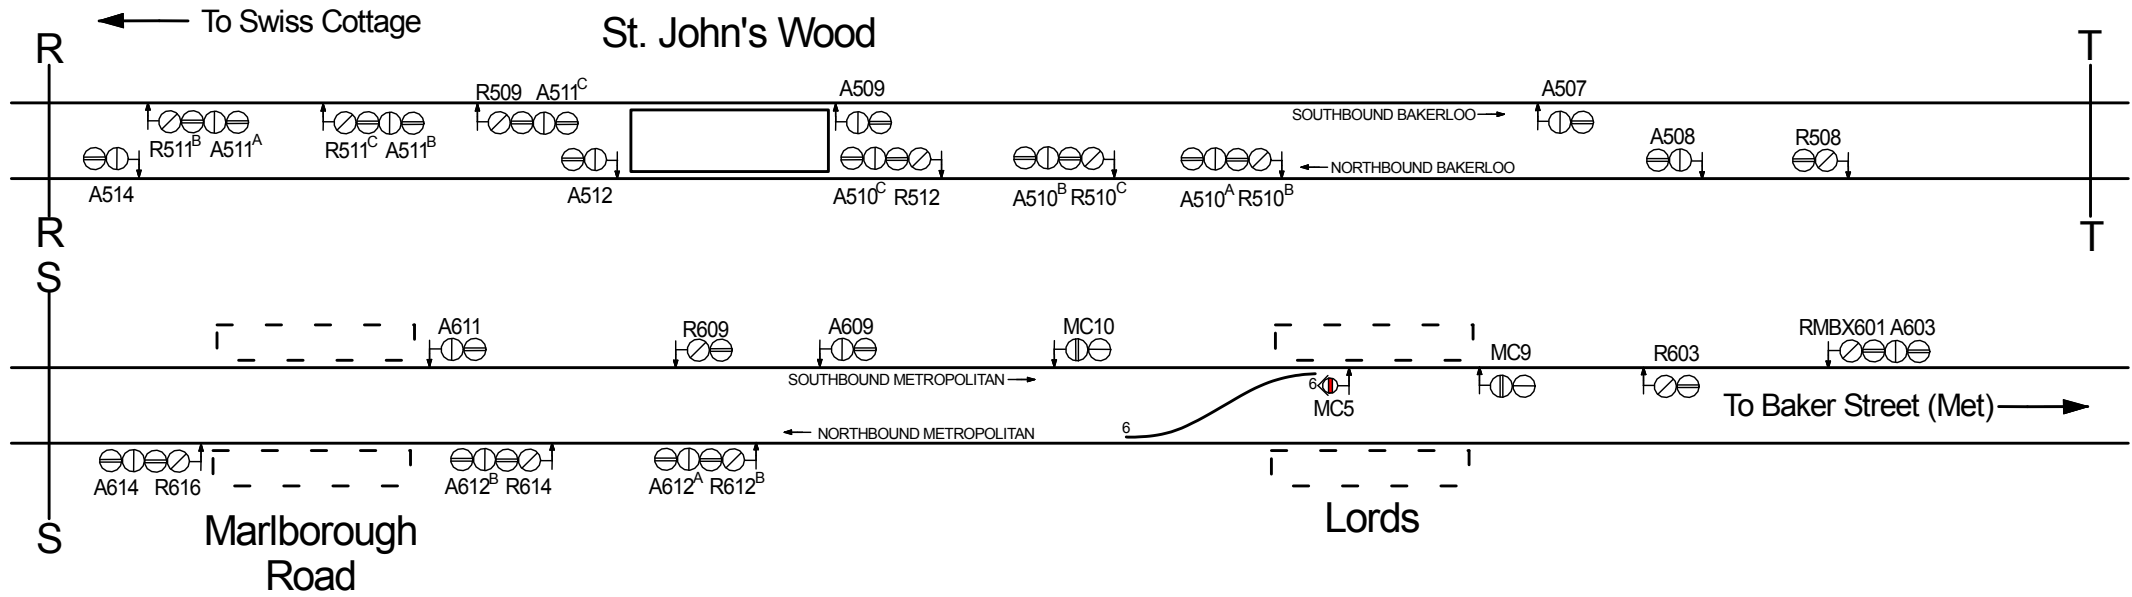 To Swiss Cottage
St. John's Wood
R
T
R509 A511C
A509
A507
SOUTHBOUND BAKERLOO
R511B A511A
R511C A511B
A508
R508
NORTHBOUND BAKERLOO
A514
A512
A510C R512
A510B R510C
A510A R510B
R
T
S
A611
R609
A609
MC10
RMBX601 A603
MC9
R603
SOUTHBOUND METROPOLITAN
6
MC5
To Baker Street (Met)
6
NORTHBOUND METROPOLITAN
A614 R616
A612B R614
A612A R612B
S
Marlborough
Road
Lords